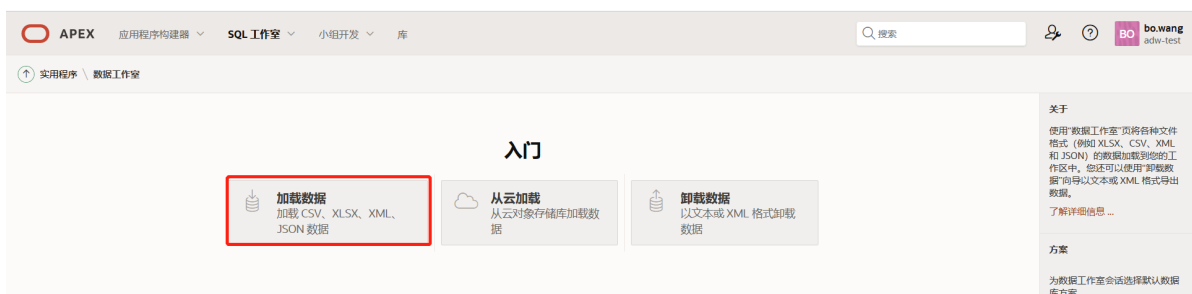 APEX 应用程序构建器 SQL 工作室 小组开发 库 搜索 BO bo.wang
adw-test
实用程序 \ 数据工作室
入门
加载数据
加载 CSV、XLSX、XML、
JSON 数据
从云加载
从云对象存储库加载数
据
卸载数据
以文本或 XML 格式卸载
数据
关于
使用"数据工作室"页将各种文件
格式（例如 XLSX、CSV、XML
和 JSON）的数据加载到您的工
作区中。您还可以使用"卸载数
据"向导以文本或 XML 格式导出
数据。
了解详细信息 ...
方案
为数据工作室会话选择默认数据
库方案